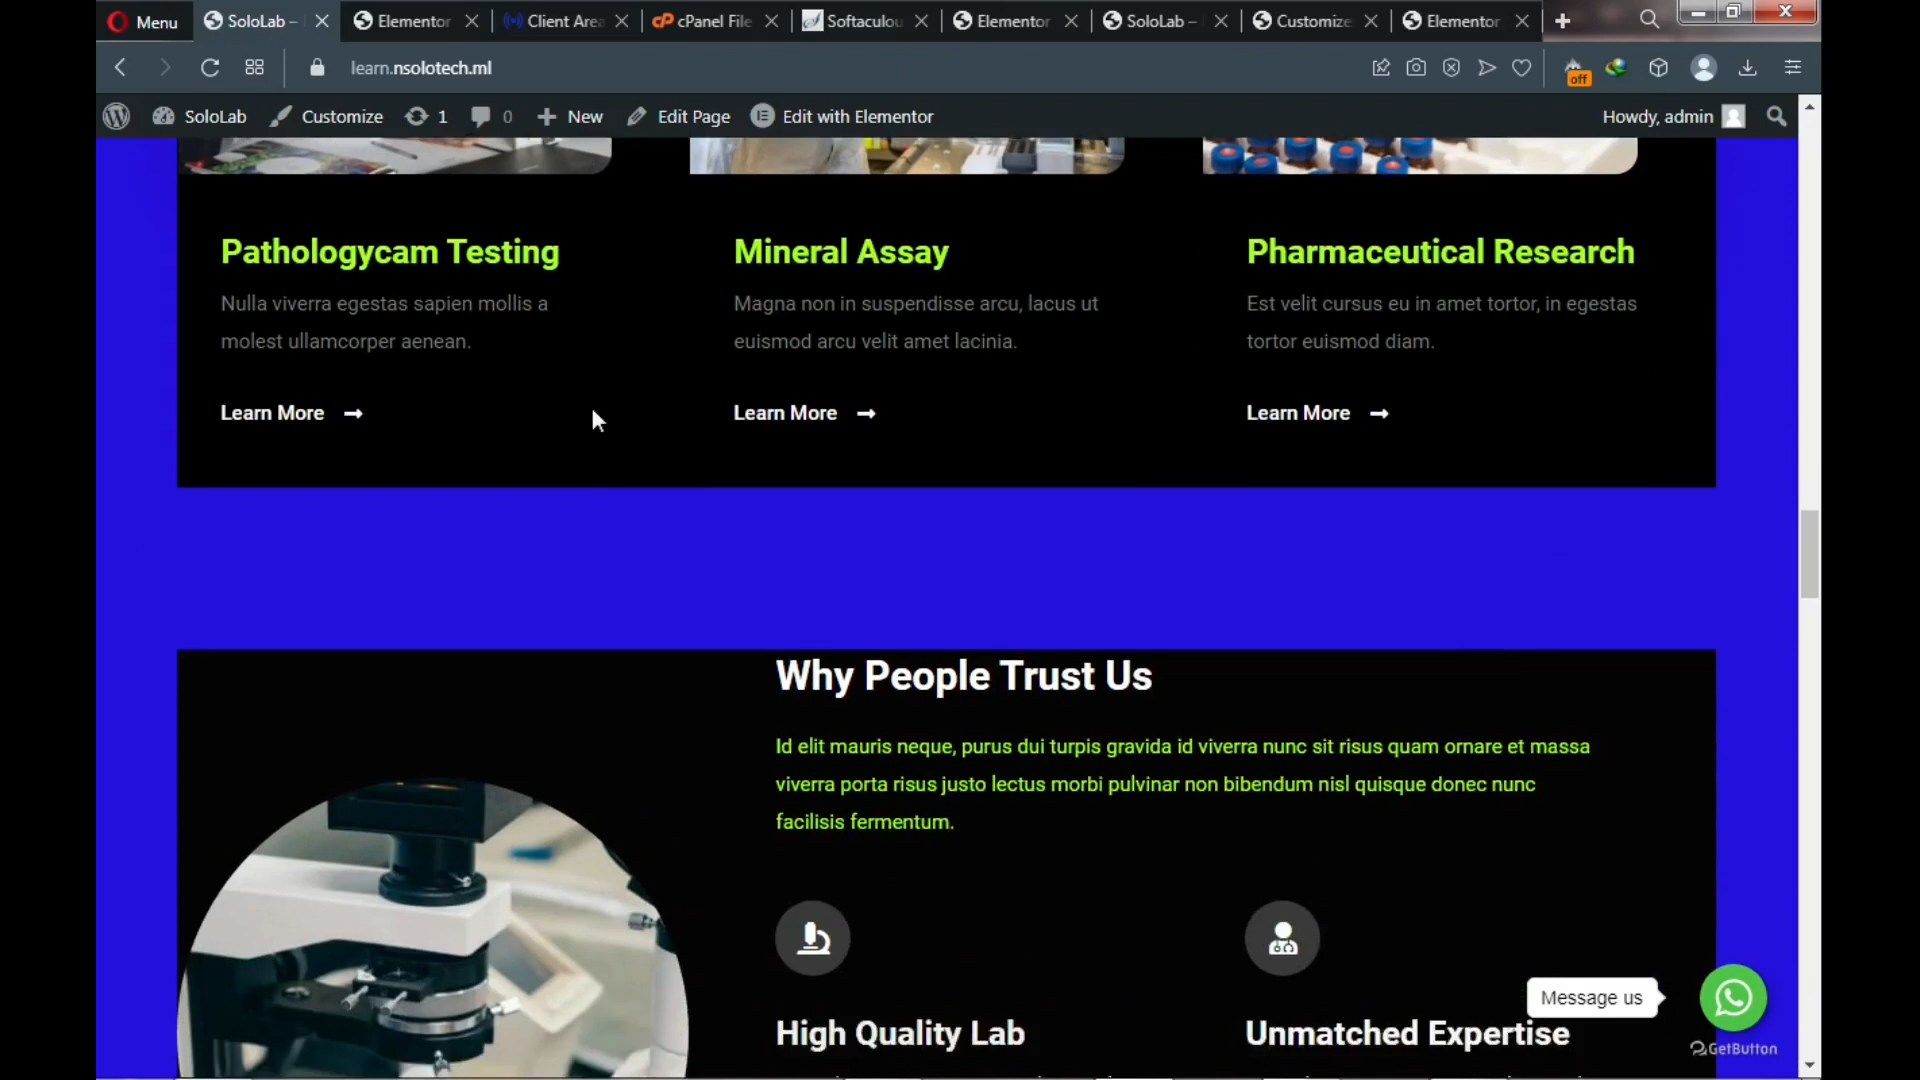 Menu
SoloLab –
Elementor
Client Area
cPanel File
Softaculou
Elementor
SoloLab –
Customize
Elementor
learn.nsolotech.ml
off
SoloLab
Customize
1
0
New
Edit Page
Edit with Elementor
Howdy, admin
Pathologycam Testing
Mineral Assay
Pharmaceutical Research
Nulla viverra egestas sapien mollis a
molest ullamcorper aenean.
Magna non in suspendisse arcu, lacus ut
euismod arcu velit amet lacinia.
Est velit cursus eu in amet tortor, in egestas
tortor euismod diam.
Learn More
Learn More
Learn More
Why People Trust Us
Id elit mauris neque, purus dui turpis gravida id viverra nunc sit risus quam ornare et massa
viverra porta risus justo lectus morbi pulvinar non bibendum nisl quisque donec nunc
facilisis fermentum.
High Quality Lab
Unmatched Expertise
Message us
GetButton